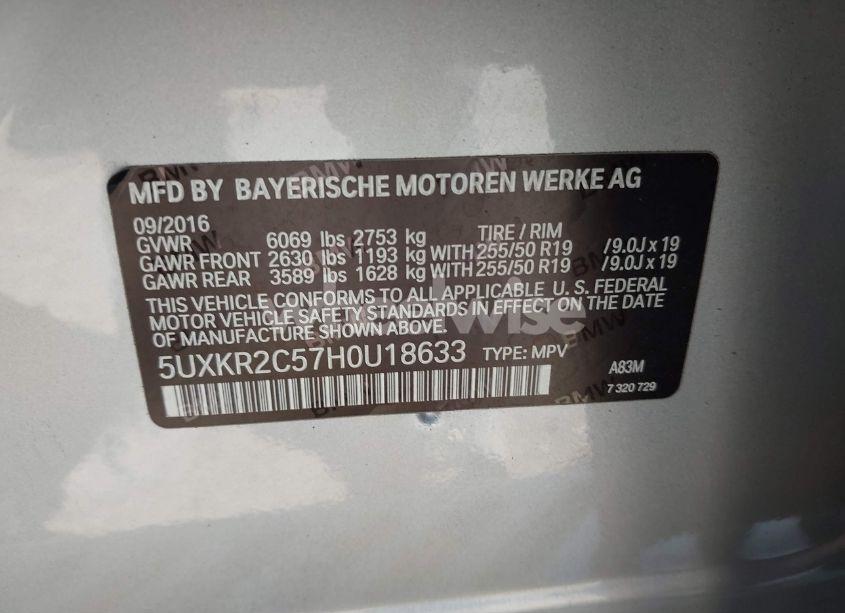 MFD BY BAYERISCHE MOTOREN WERKE AG
09/2016
GVWR 6069 lbs 2753 kg TIRE / RIM
GAWR FRONT 2630 lbs 1193 kg WITH 255/50 R19 /9.0J x 19
GAWR REAR 3589 lbs 1628 kg WITH 255/50 R19 /9.0J x 19
THIS VEHICLE CONFORMS TO ALL APPLICABLE U. S. FEDERAL
MOTOR VEHICLE SAFETY STANDARDS IN EFFECT ON THE DATE
OF MANUFACTURE SHOWN ABOVE.
5UXKR2C57H0U18633 TYPE: MPV A83M
7 320 729